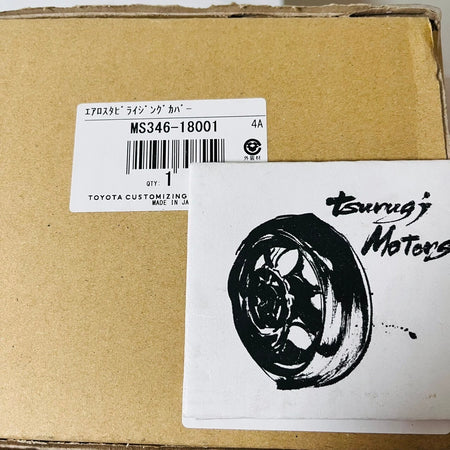 エアロスタビライジングカバー
MS346-18001
4A
外装材
QTY: 1
TOYOTA CUSTOMIZING
MADE IN JA
tsurugi
Motors